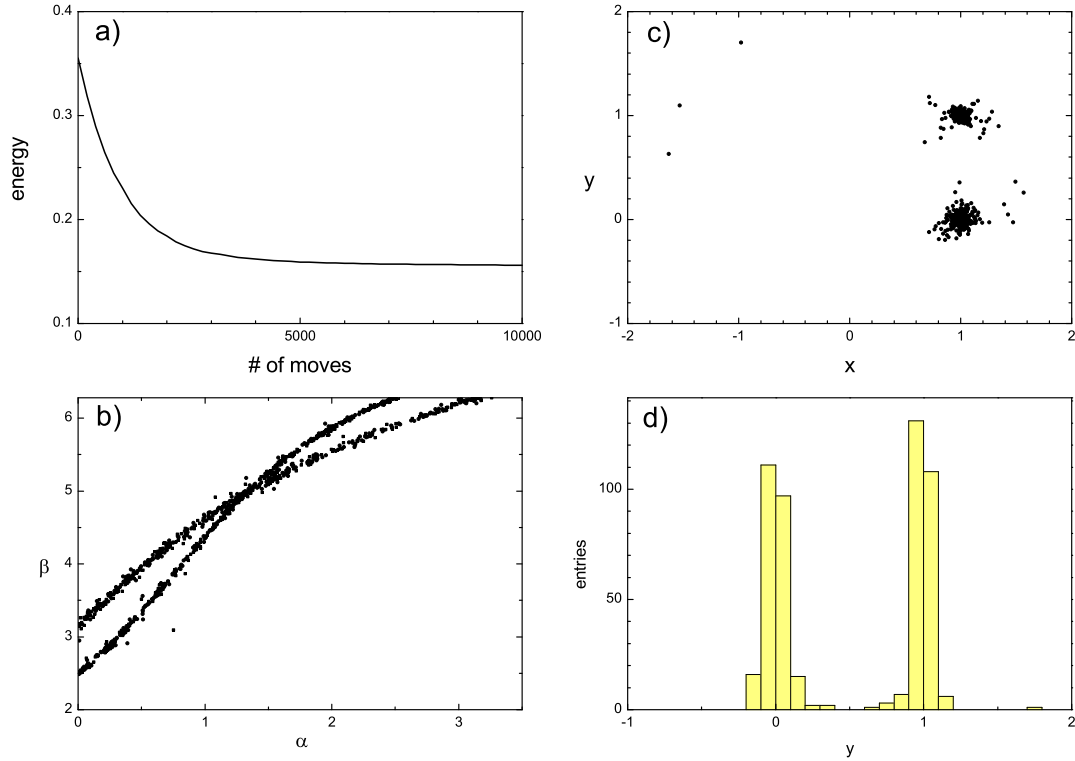 a)
0.4
0.3
0.2
0.1
energy
0 5000 10000
# of moves
c)
2
1
0
-1
y
-2 -1 0 1 2
x
b)
6
5
4
3
2
β
0 1 2 3
α
d)
100
50
0
entries
-1 0 1 2
y